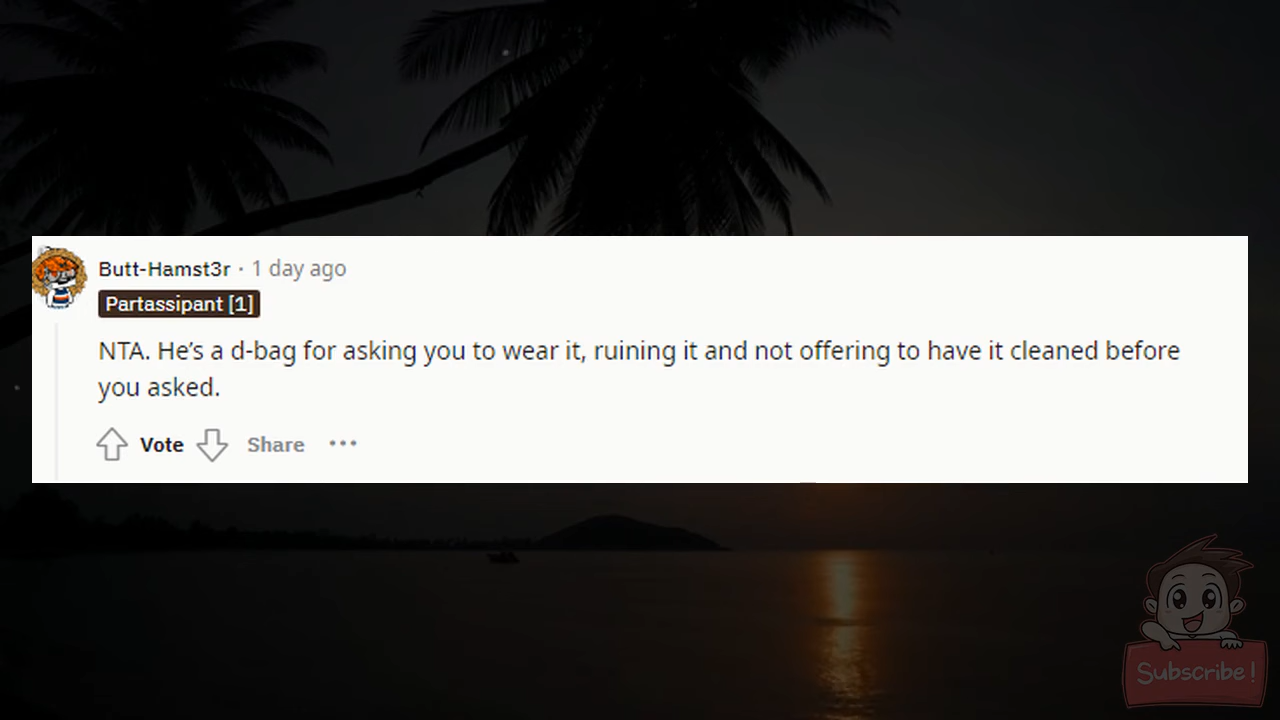 Butt-Hamst3r · 1 day ago
Partassipant [1]
NTA. He’s a d-bag for asking you to wear it, ruining it and not offering to have it cleaned before
you asked.
Vote Share ···
Subscribe!